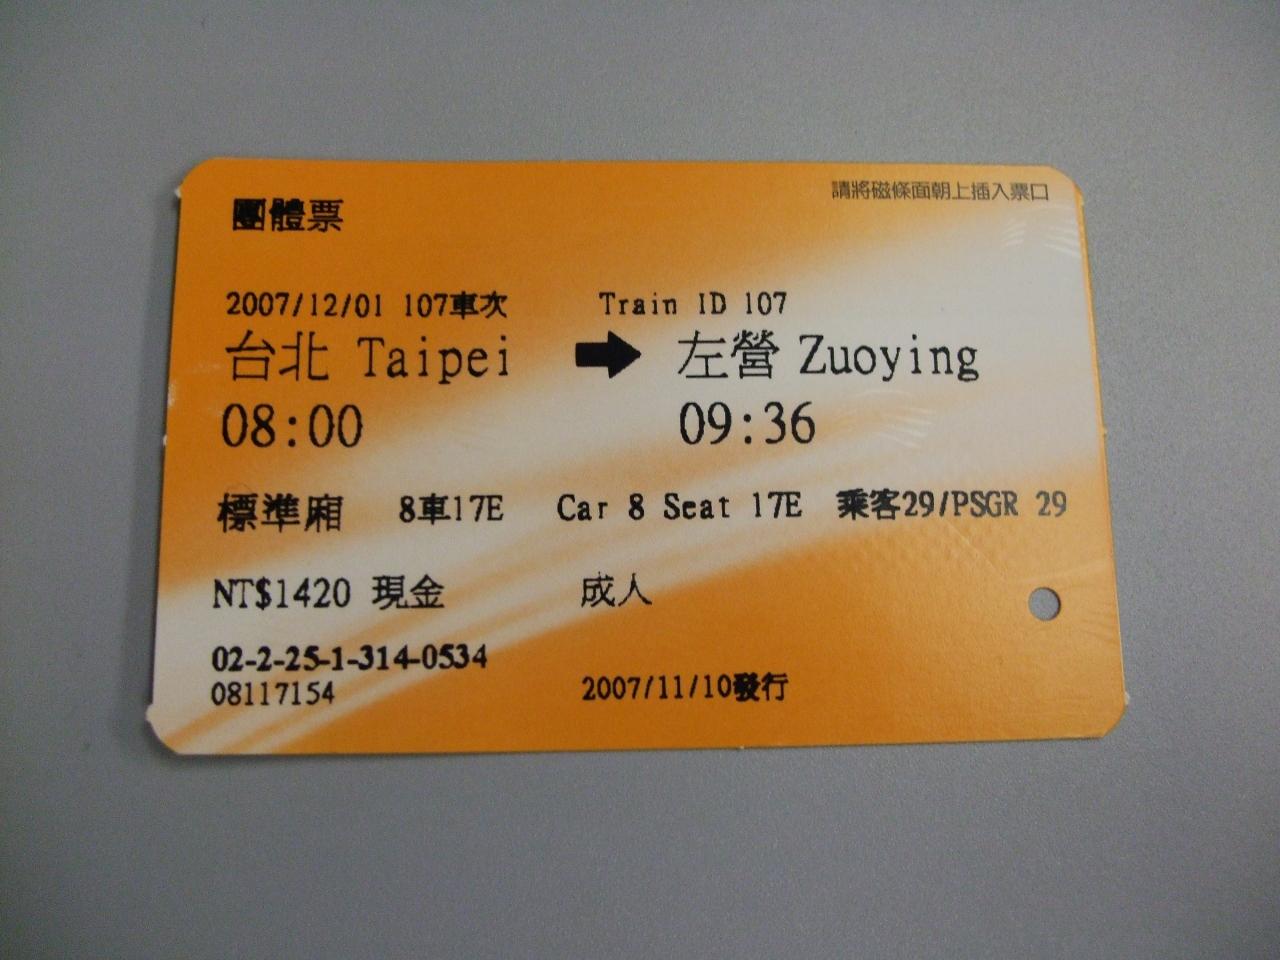 請將磁條面朝上插入票口
團體票
2007/12/01 107車次 Train ID 107
台北 Taipei → 左營 Zuoying
08:00 09:36
標準廂 8車17E Car 8 Seat 17E 乘客29/PSGR 29
NT$1420 現金 成人
02-2-25-1-314-0534
08117154 2007/11/10發行